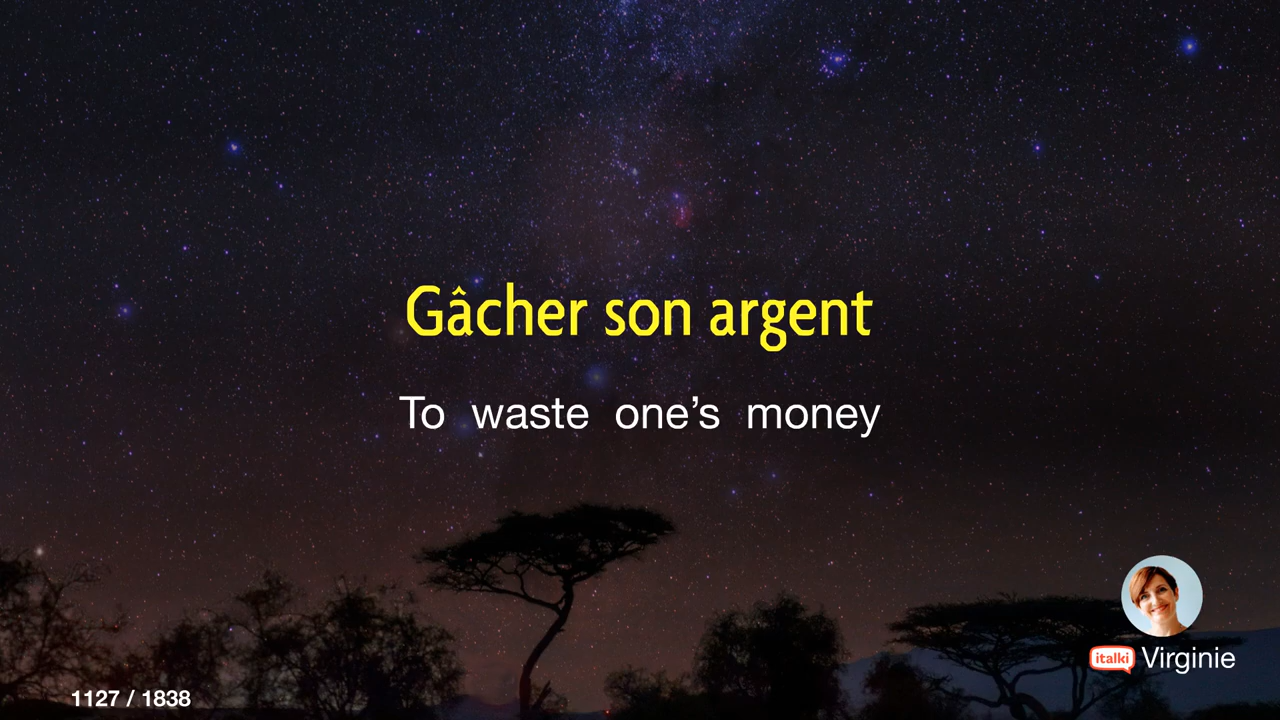 Gâcher son argent
To waste one’s money
italki Virginie
1127 / 1838